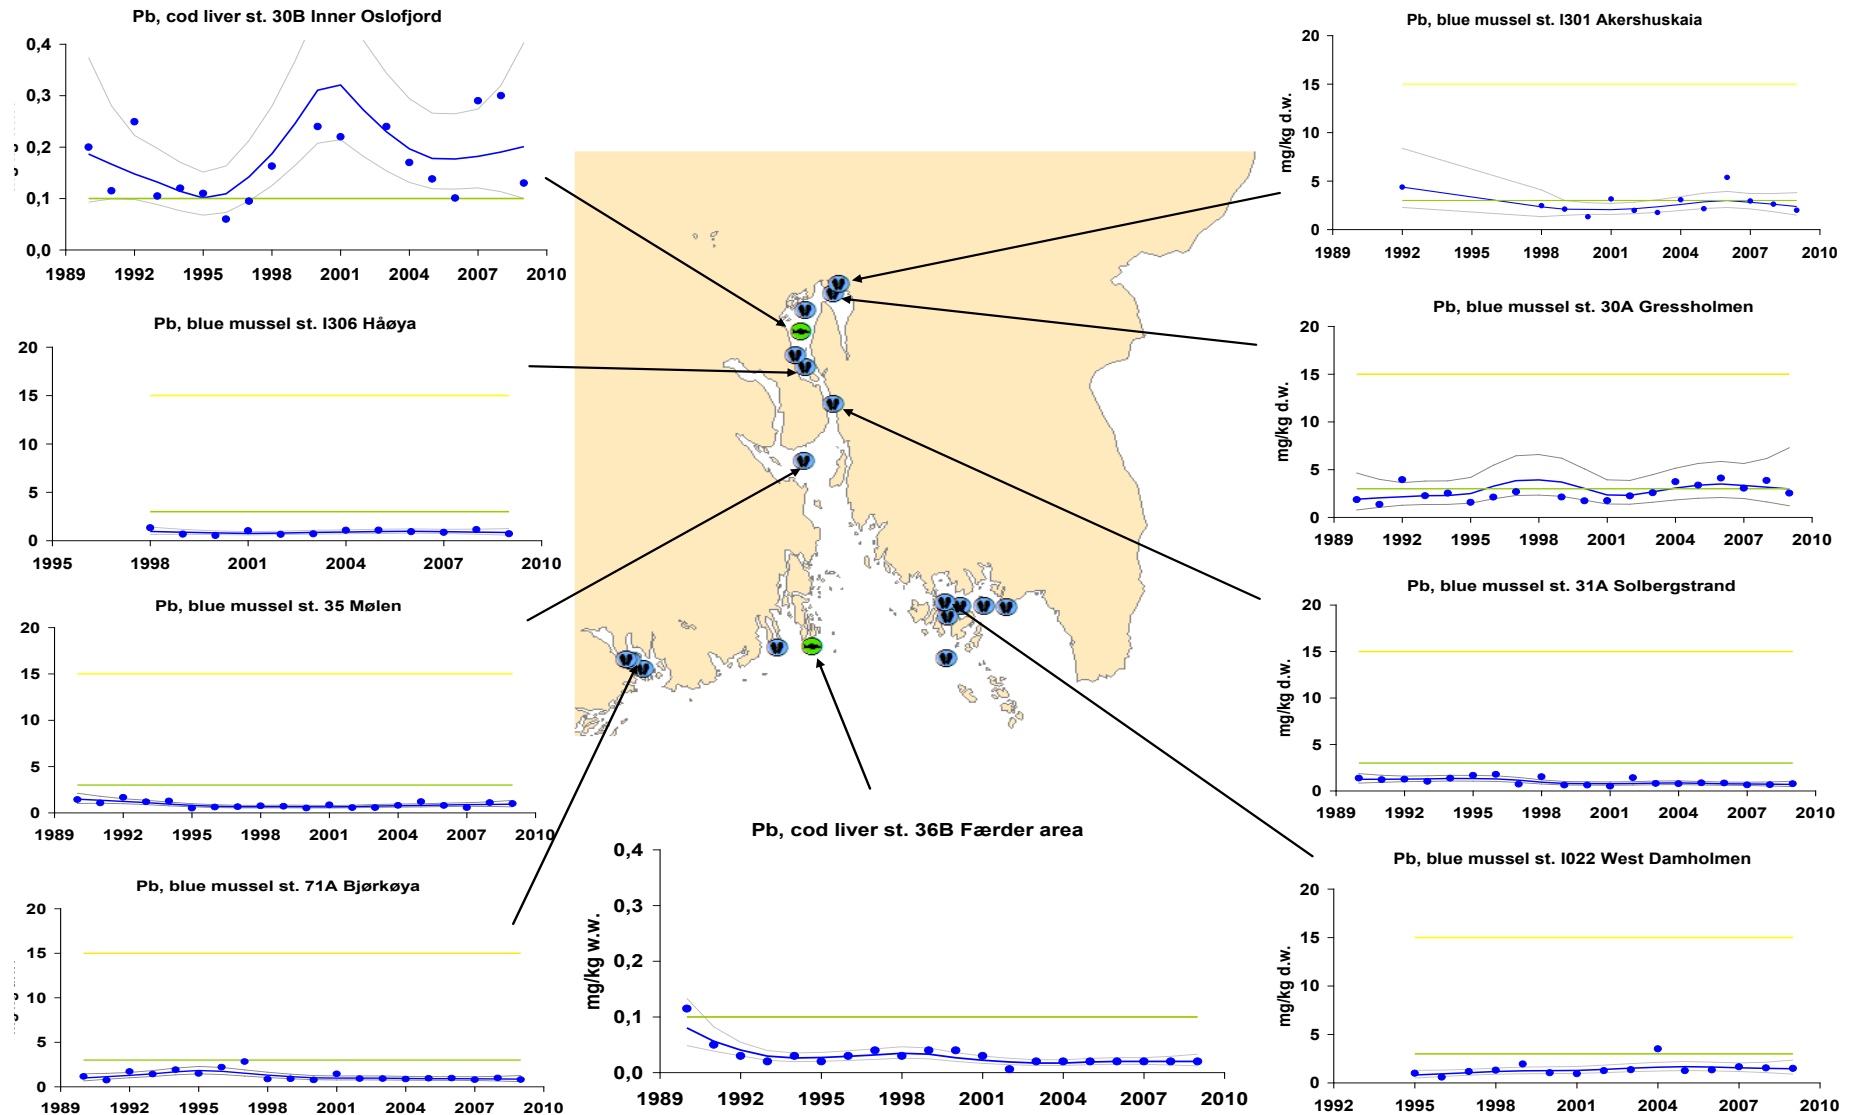 Pb, cod liver st. 30B Inner Oslofjord
0,4
0,3
0,2
0,1
0,0
1989 1992 1995 1998 2001 2004 2007 2010
Pb, blue mussel st. I301 Akershuskaia
mg/kg d.w.
20
15
10
5
0
1989 1992 1995 1998 2001 2004 2007 2010
Pb, blue mussel st. I306 Håøya
20
15
10
5
0
1995 1998 2001 2004 2007 2010
Pb, blue mussel st. 30A Gressholmen
mg/kg d.w.
20
15
10
5
0
1989 1992 1995 1998 2001 2004 2007 2010
Pb, blue mussel st. 35 Mølen
20
15
10
5
0
1989 1992 1995 1998 2001 2004 2007 2010
Pb, blue mussel st. 31A Solbergstrand
mg/kg d.w.
20
15
10
5
0
1989 1992 1995 1998 2001 2004 2007 2010
Pb, blue mussel st. 71A Bjørkøya
20
15
10
5
0
1989 1992 1995 1998 2001 2004 2007 2010
Pb, cod liver st. 36B Færder area
mg/kg w.w.
0,4
0,3
0,2
0,1
0,0
1989 1992 1995 1998 2001 2004 2007 2010
Pb, blue mussel st. I022 West Damholmen
mg/kg d.w.
20
15
10
5
0
1992 1995 1998 2001 2004 2007 2010